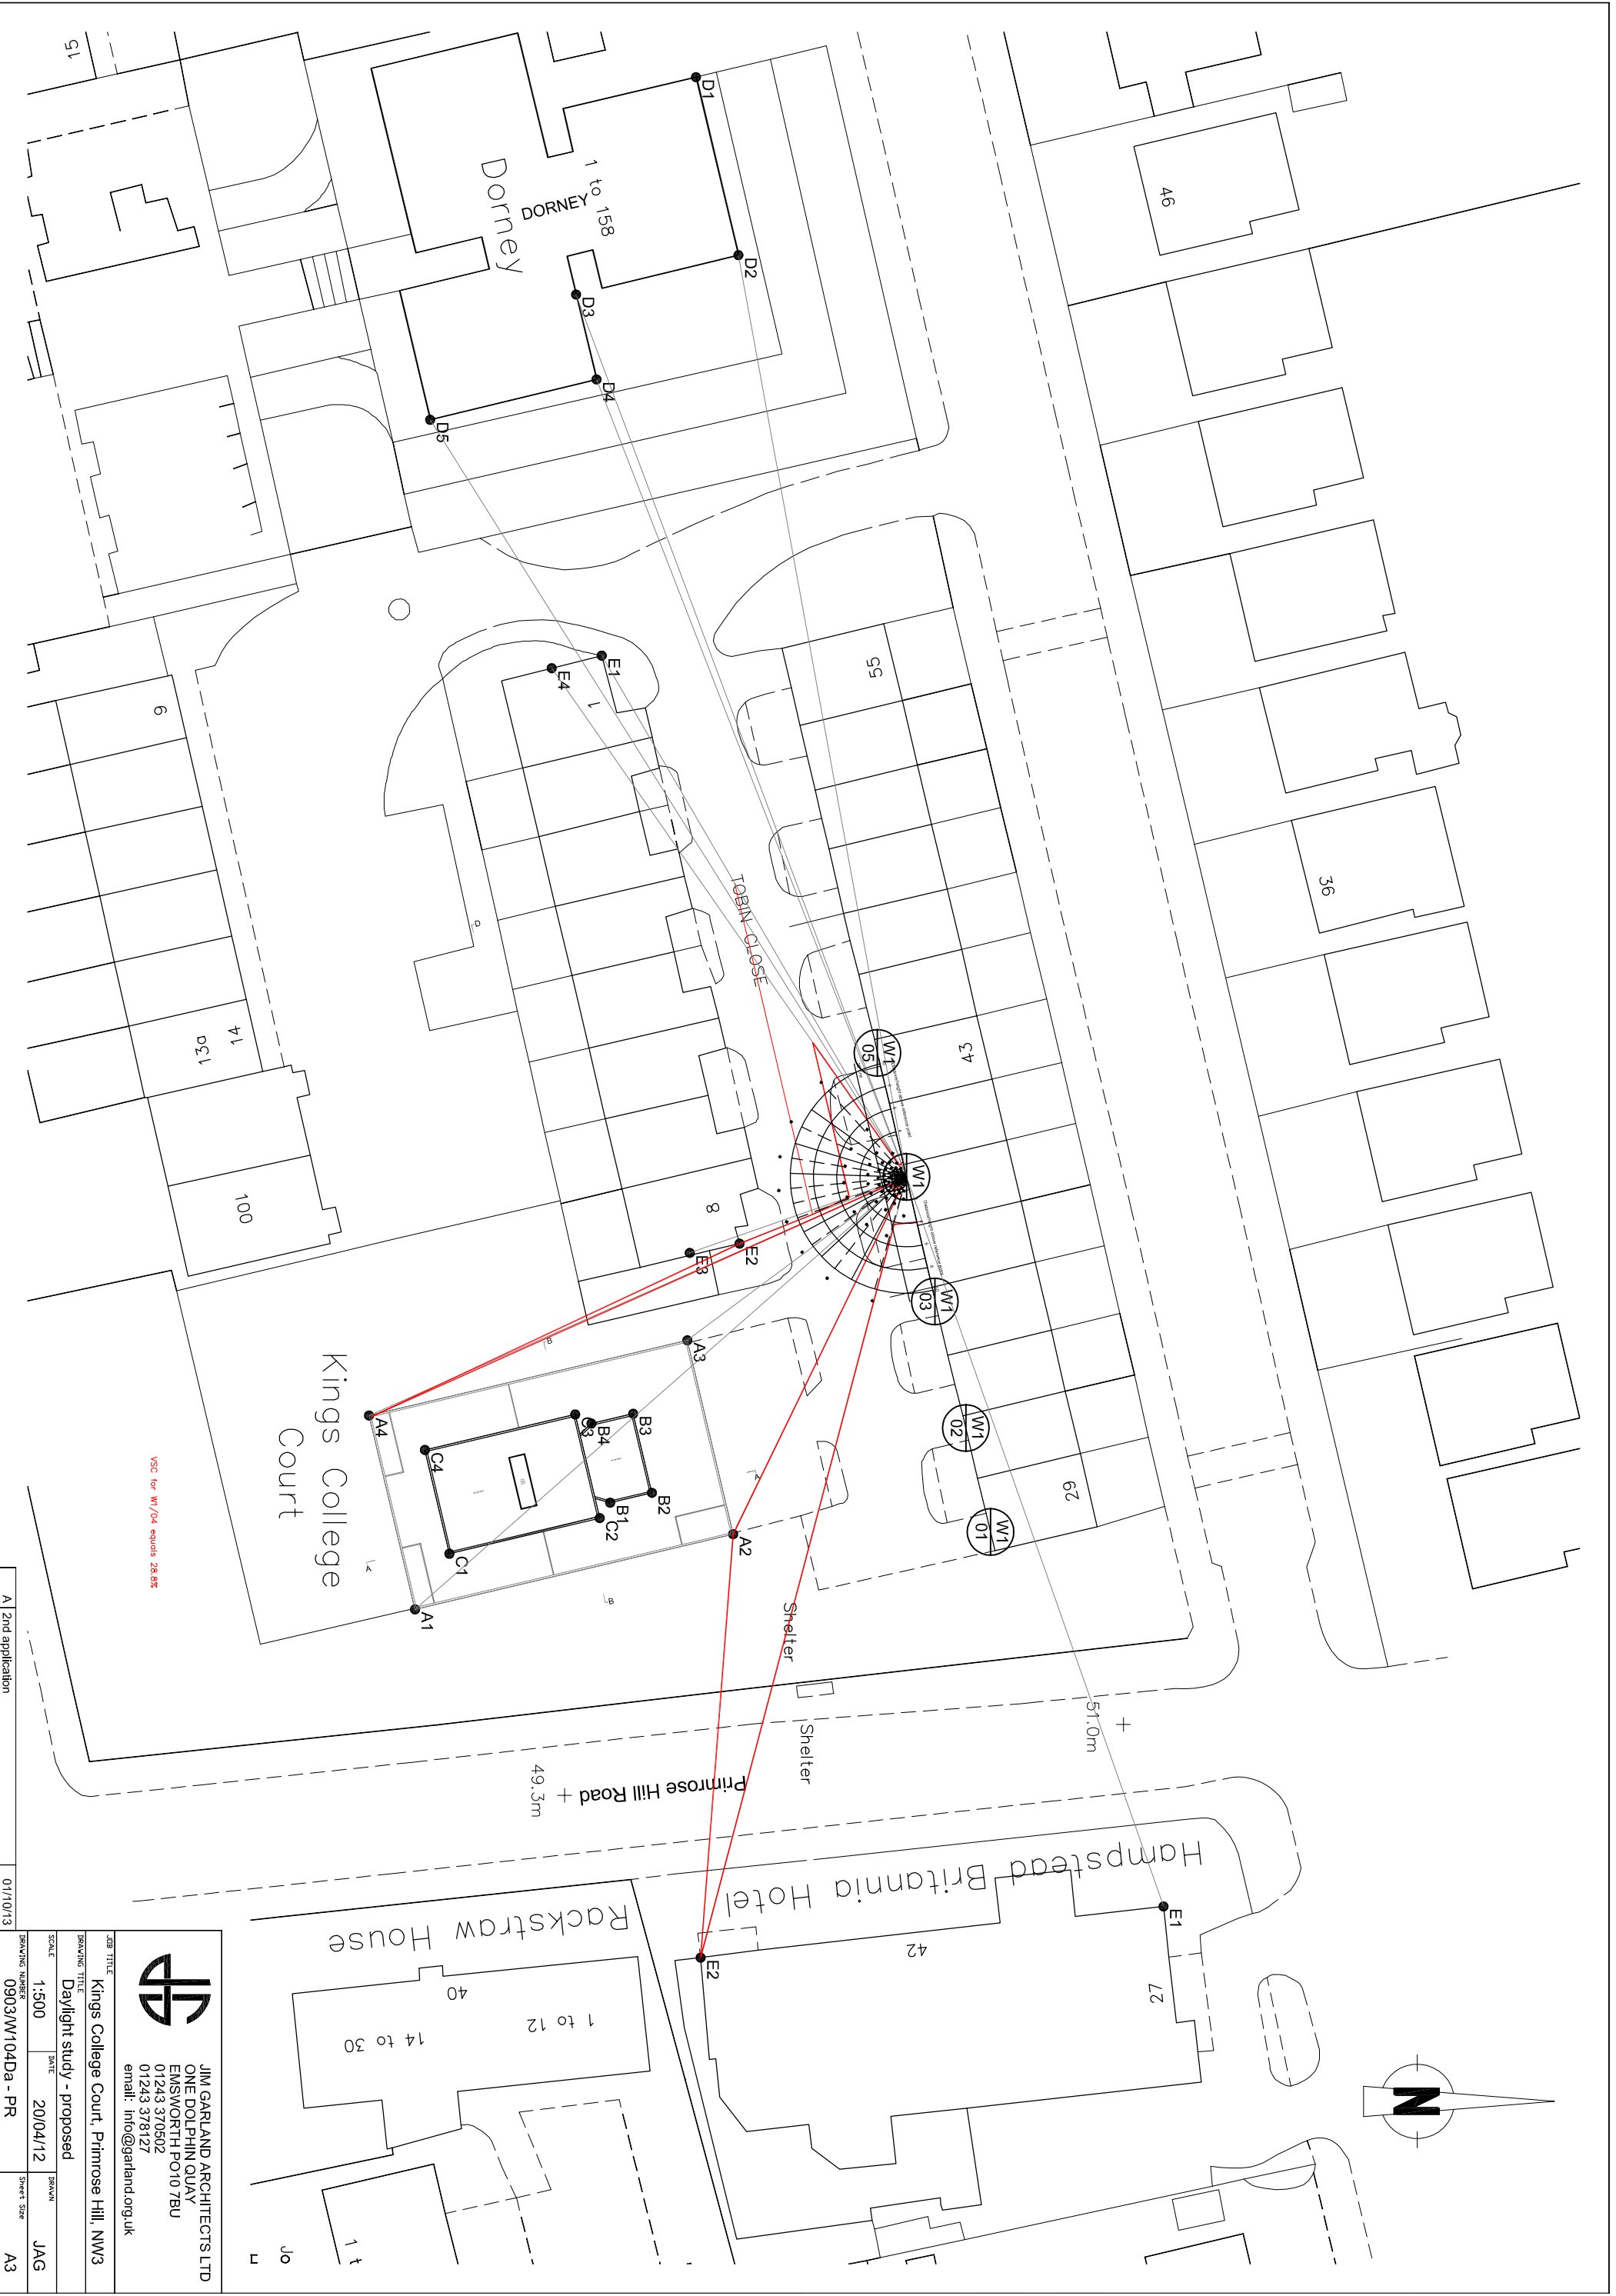 15
46
D1
D2
D3
D4
D5
1 to 158
DORNEY
Dorney
36
55
43
29
E1
E4
1
TOBIN CLOSE
6
14
13a
100
8
E2
E3
W1
05
W1
W1
03
W1
02
W1
01
A3
A4
A2
A1
B3
B4
B2
B1
C3
C4
C2
C1
B
B
A
A
D
Kings College
Court
VSC for W1/04 equals 28.8%
Shelter
Shelter
51.0m
49.3m
Primrose Hill Road
Hampstead Britannia Hotel
42
27
E1
E2
Rackstraw House
40
14 to 30
1 to 12
1 t
Jo
N
A 2nd application 01/10/13
JIM GARLAND ARCHITECTS LTD
ONE DOLPHIN QUAY
EMSWORTH PO10 7BU
01243 370502
01243 378127
email: info@garland.org.uk
JOB TITLE
Kings College Court, Primrose Hill, NW3
DRAWING TITLE
Daylight study - proposed
SCALE DATE DRAWN
1:500 20/04/12 JAG
DRAWING NUMBER Sheet Size
0903/W104Da - PR A3